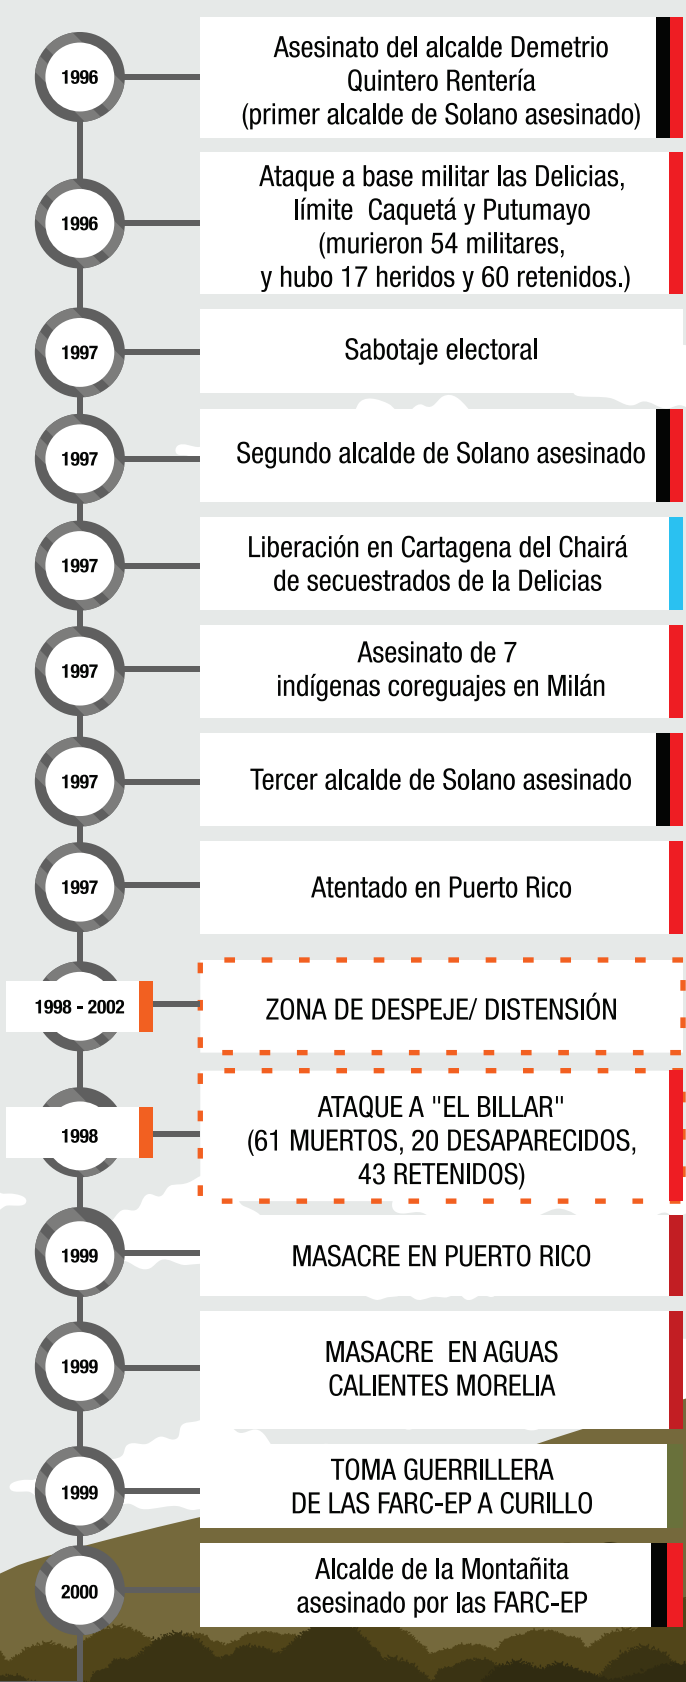 1996
Asesinato del alcalde Demetrio
Quintero Rentería
(primer alcalde de Solano asesinado)
1996
Ataque a base militar las Delicias,
límite Caquetá y Putumayo
(murieron 54 militares,
y hubo 17 heridos y 60 retenidos.)
1997
Sabotaje electoral
1997
Segundo alcalde de Solano asesinado
1997
Liberación en Cartagena del Chairá
de secuestrados de la Delicias
1997
Asesinato de 7
indígenas coreguajes en Milán
1997
Tercer alcalde de Solano asesinado
1997
Atentado en Puerto Rico
1998 - 2002
ZONA DE DESPEJE/ DISTENSIÓN
1998
ATAQUE A "EL BILLAR"
(61 MUERTOS, 20 DESAPARECIDOS,
43 RETENIDOS)
1999
MASACRE EN PUERTO RICO
1999
MASACRE EN AGUAS
CALIENTES MORELIA
1999
TOMA GUERRILLERA
DE LAS FARC-EP A CURILLO
2000
Alcalde de la Montañita
asesinado por las FARC-EP